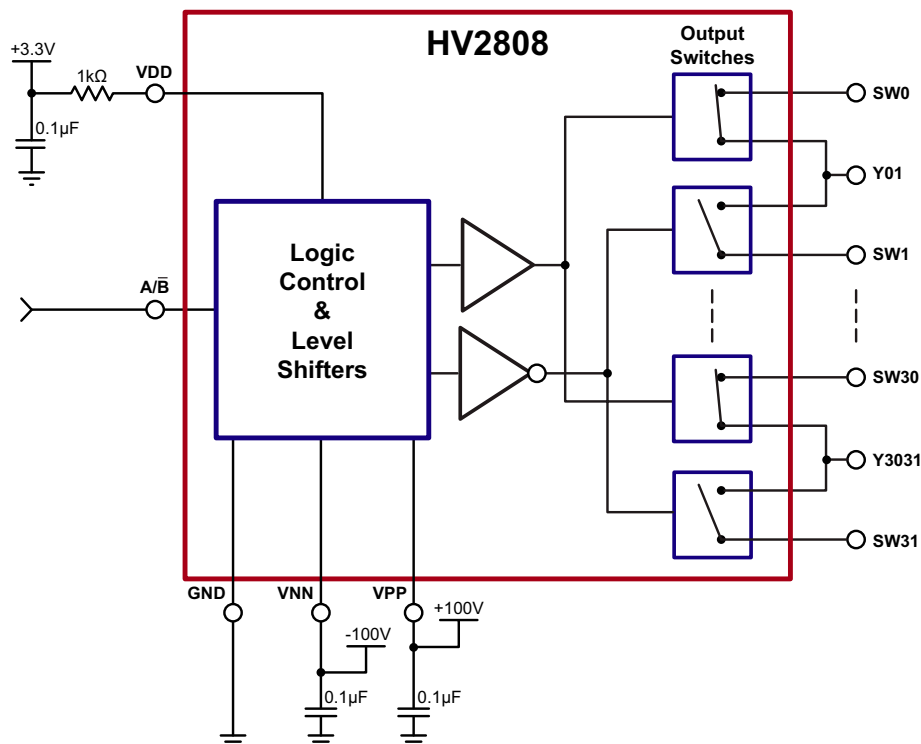 HV2808
Output
Switches
+3.3V
1kΩ
VDD
0.1µF
SW0
Y01
SW1
A/B̅
Logic
Control
&
Level
Shifters
SW30
Y3031
SW31
GND
VNN
VPP
+100V
-100V
0.1µF
0.1µF